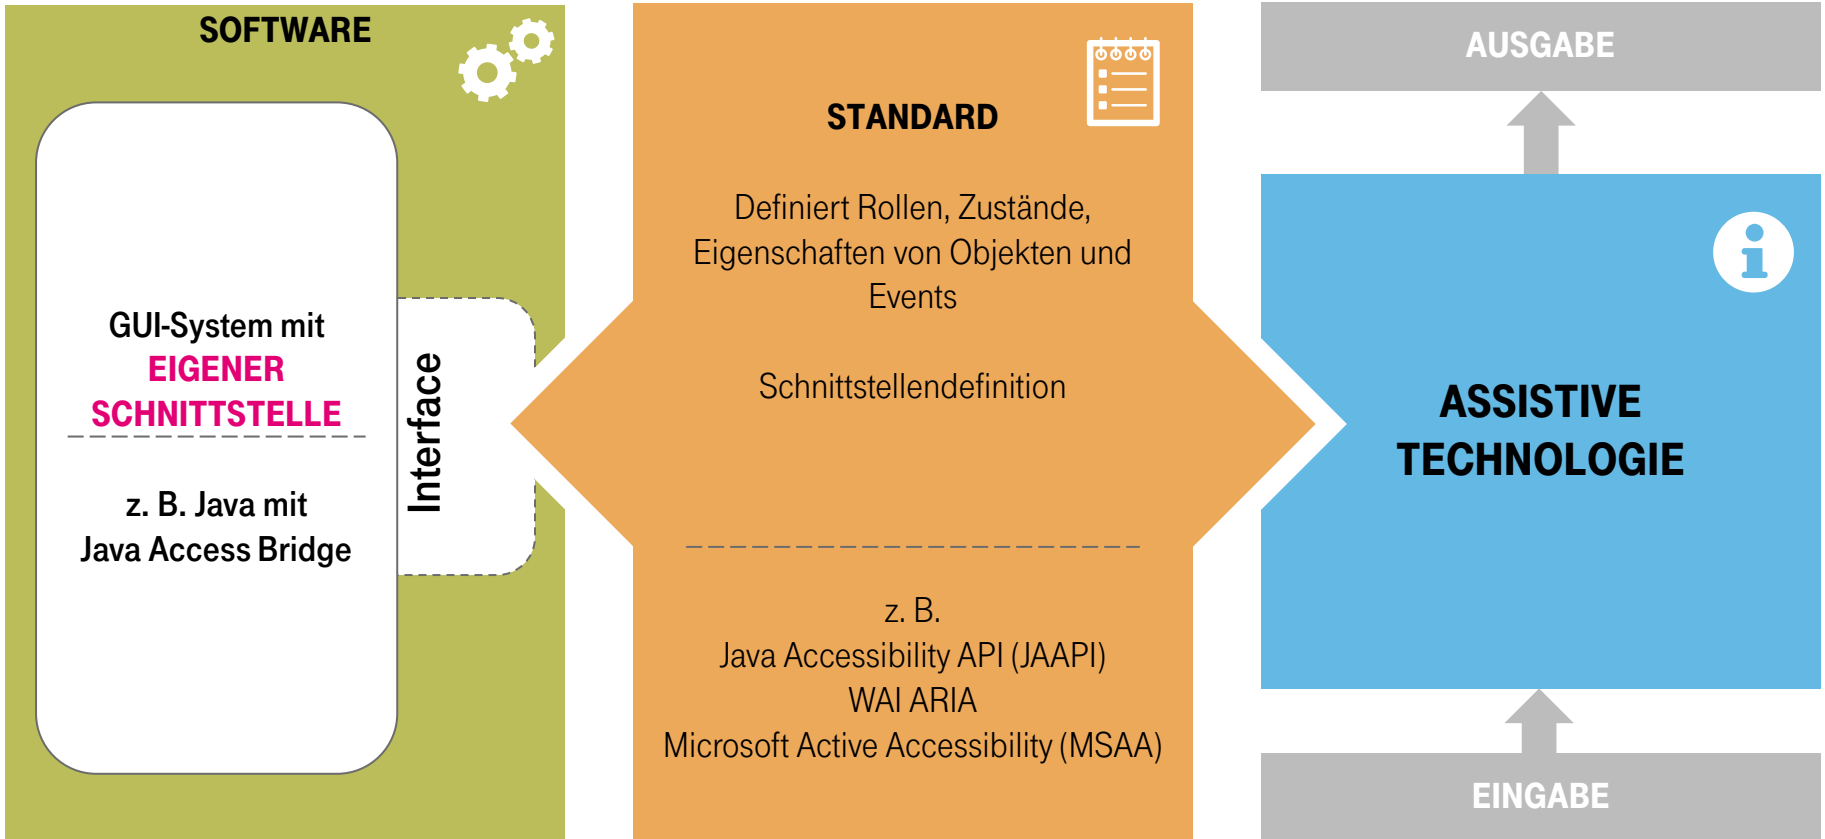 SOFTWARE
GUI-System mit
EIGENER
SCHNITTSTELLE
z. B. Java mit
Java Access Bridge
Interface
STANDARD
Definiert Rollen, Zustände,
Eigenschaften von Objekten und
Events
Schnittstellendefinition
z. B.
Java Accessibility API (JAAPI)
WAI ARIA
Microsoft Active Accessibility (MSAA)
AUSGABE
ASSISTIVE
TECHNOLOGIE
EINGABE